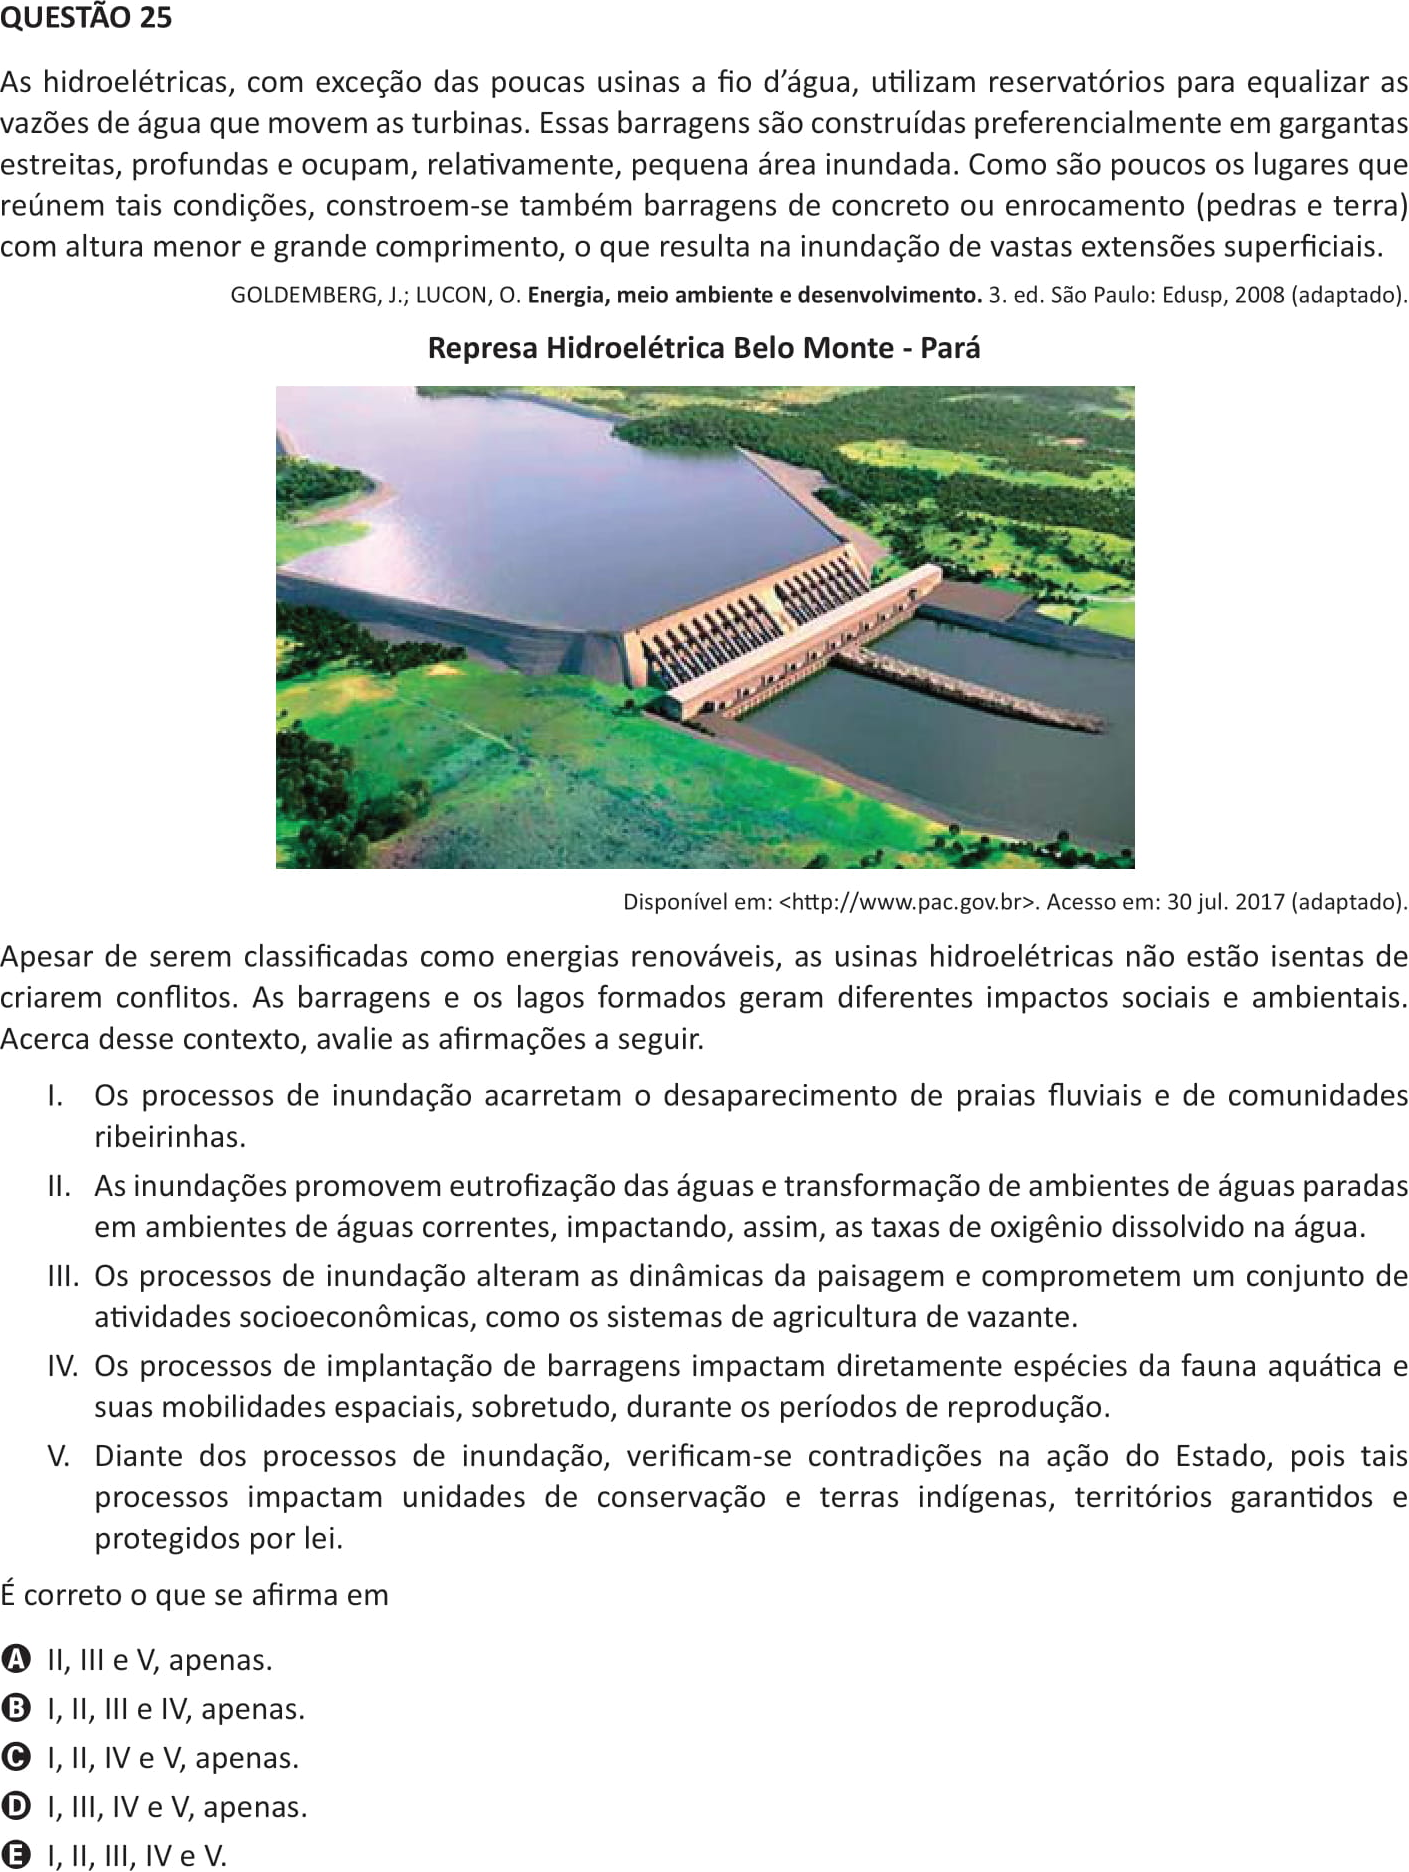 QUESTÃO 25
As hidroelétricas, com exceção das poucas usinas a fio d’água, utilizam reservatórios para equalizar as
vazões de água que movem as turbinas. Essas barragens são construídas preferencialmente em gargantas
estreitas, profundas e ocupam, relativamente, pequena área inundada. Como são poucos os lugares que
reúnem tais condições, constroem-se também barragens de concreto ou enrocamento (pedras e terra)
com altura menor e grande comprimento, o que resulta na inundação de vastas extensões superficiais.
GOLDEMBERG, J.; LUCON, O. Energia, meio ambiente e desenvolvimento. 3. ed. São Paulo: Edusp, 2008 (adaptado).
Represa Hidroelétrica Belo Monte - Pará
Disponível em: <http://www.pac.gov.br>. Acesso em: 30 jul. 2017 (adaptado).
Apesar de serem classificadas como energias renováveis, as usinas hidroelétricas não estão isentas de
criarem conflitos. As barragens e os lagos formados geram diferentes impactos sociais e ambientais.
Acerca desse contexto, avalie as afirmações a seguir.
I. Os processos de inundação acarretam o desaparecimento de praias fluviais e de comunidades
ribeirinhas.
II. As inundações promovem eutrofização das águas e transformação de ambientes de águas paradas
em ambientes de águas correntes, impactando, assim, as taxas de oxigênio dissolvido na água.
III. Os processos de inundação alteram as dinâmicas da paisagem e comprometem um conjunto de
atividades socioeconômicas, como os sistemas de agricultura de vazante.
IV. Os processos de implantação de barragens impactam diretamente espécies da fauna aquática e
suas mobilidades espaciais, sobretudo, durante os períodos de reprodução.
V. Diante dos processos de inundação, verificam-se contradições na ação do Estado, pois tais
processos impactam unidades de conservação e terras indígenas, territórios garantidos e
protegidos por lei.
É correto o que se afirma em
A II, III e V, apenas.
B I, II, III e IV, apenas.
C I, II, IV e V, apenas.
D I, III, IV e V, apenas.
E I, II, III, IV e V.